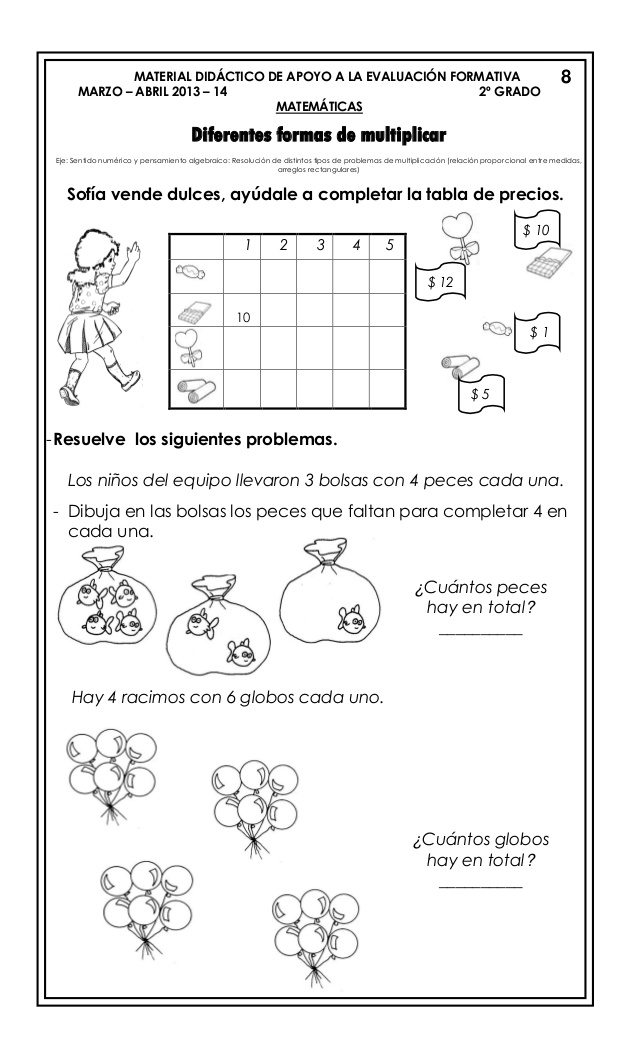 MATERIAL DIDÁCTICO DE APOYO A LA EVALUACIÓN FORMATIVA 8
MARZO – ABRIL 2013 – 14 2º GRADO
MATEMÁTICAS
Diferentes formas de multiplicar
Eje: Sentido numérico y pensamiento algebraico: Resolución de distintos tipos de problemas de multiplicación (relación proporcional entre medidas,
arreglos rectangulares)
Sofía vende dulces, ayúdale a completar la tabla de precios.
1 2 3 4 5
10
$ 10
$ 12
$ 1
$ 5
-Resuelve los siguientes problemas.
Los niños del equipo llevaron 3 bolsas con 4 peces cada una.
- Dibuja en las bolsas los peces que faltan para completar 4 en
cada una.
¿Cuántos peces
hay en total?
___________
Hay 4 racimos con 6 globos cada uno.
¿Cuántos globos
hay en total?
___________